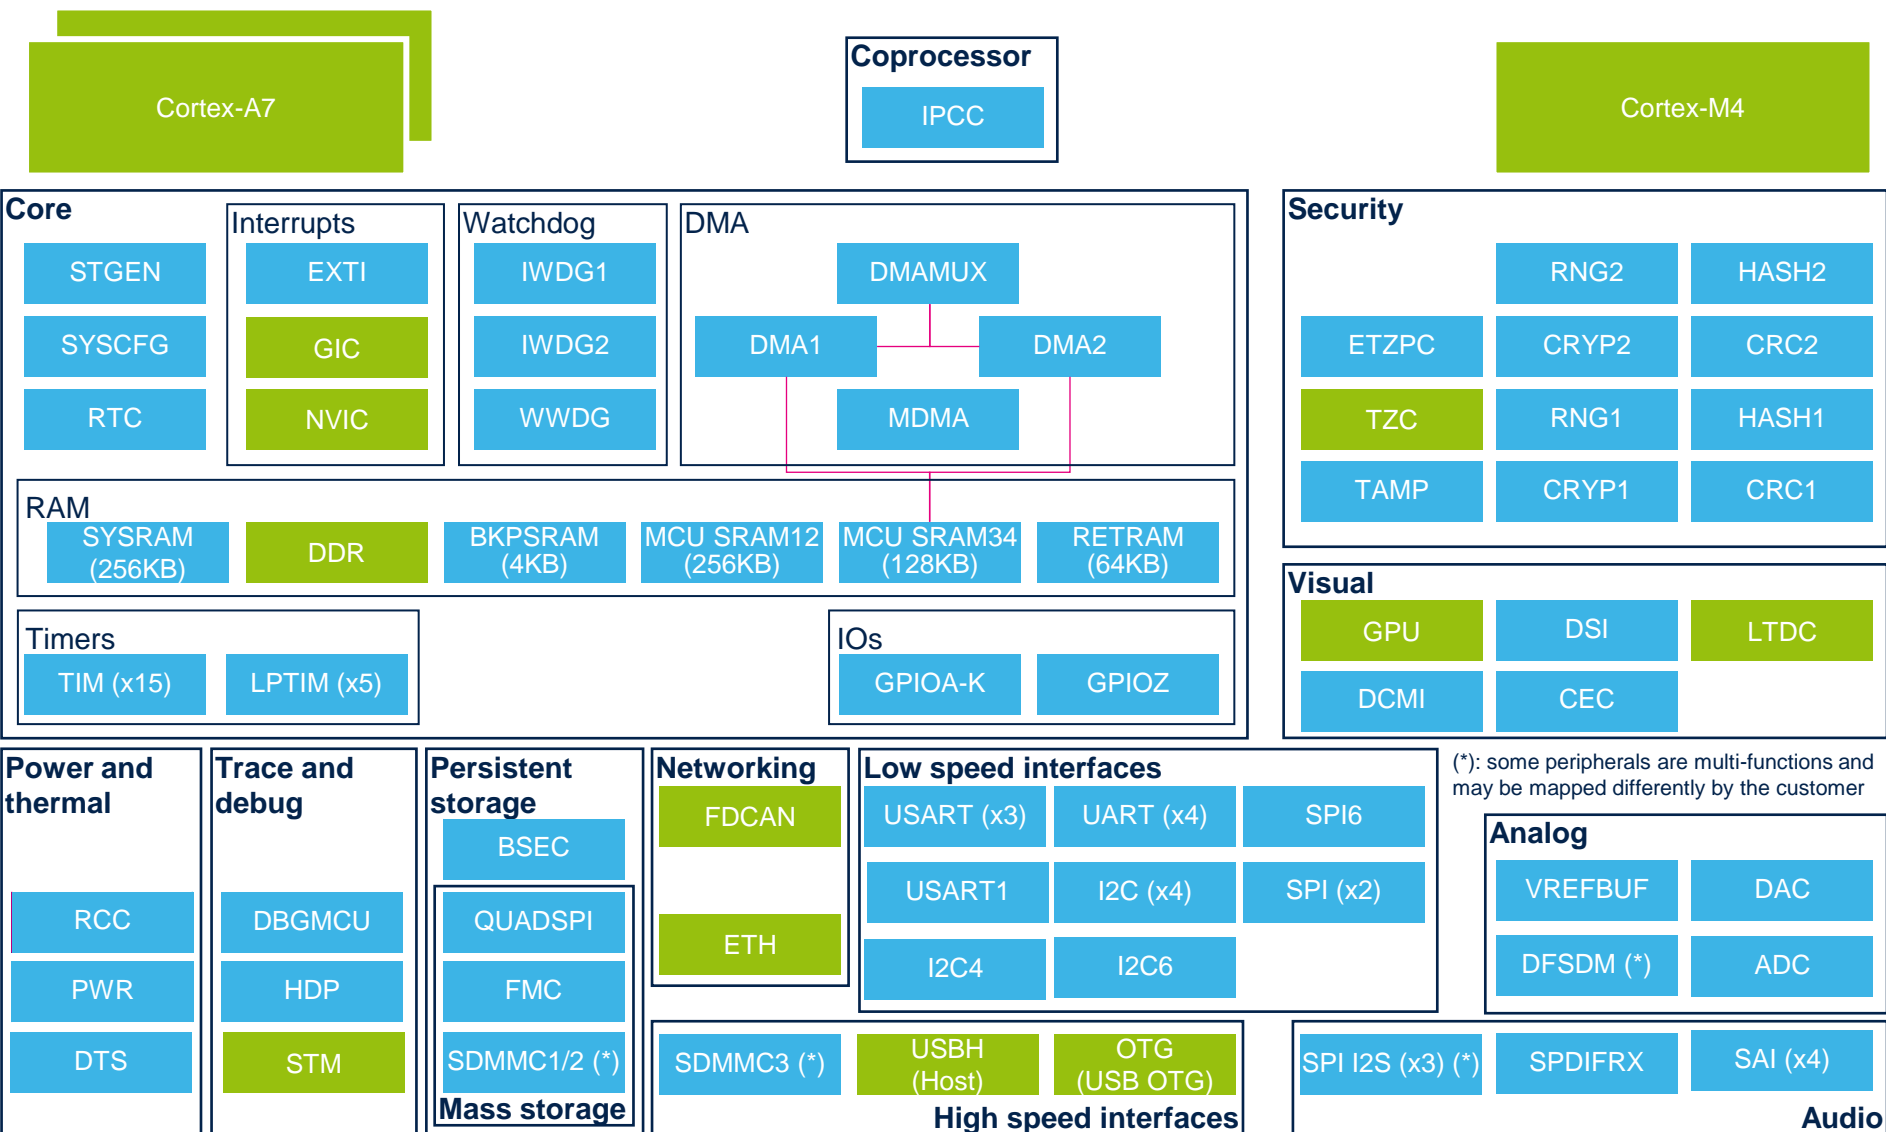 Cortex-A7
Coprocessor
IPCC
Cortex-M4
Core
STGEN
SYSCFG
RTC
Interrupts
EXTI
GIC
NVIC
Watchdog
IWDG1
IWDG2
WWDG
DMA
DMAMUX
DMA1
DMA2
MDMA
RAM
SYSRAM
(256KB)
DDR
BKPSRAM
(4KB)
MCU SRAM12
(256KB)
MCU SRAM34
(128KB)
RETRAM
(64KB)
Timers
TIM (x15)
LPTIM (x5)
IOs
GPIOA-K
GPIOZ
Security
RNG2
HASH2
ETZPC
CRYP2
CRC2
TZC
RNG1
HASH1
TAMP
CRYP1
CRC1
Visual
GPU
DSI
LTDC
DCMI
CEC
Power and
thermal
RCC
PWR
DTS
Trace and
debug
DBGMCU
HDP
STM
Persistent
storage
BSEC
QUADSPI
FMC
SDMMC1/2 (*)
Mass storage
Networking
FDCAN
ETH
Low speed interfaces
USART (x3)
UART (x4)
SPI6
USART1
I2C (x4)
SPI (x2)
I2C4
I2C6
(*): some peripherals are multi-functions and
may be mapped differently by the customer
Analog
VREFBUF
DAC
DFSDM (*)
ADC
SDMMC3 (*)
USBH
(Host)
OTG
(USB OTG)
High speed interfaces
SPI I2S (x3) (*)
SPDIFRX
SAI (x4)
Audio